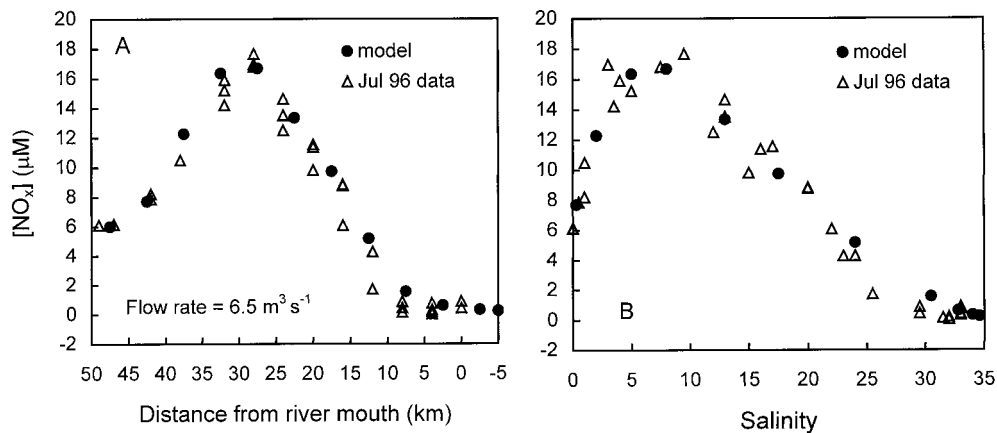 20
18
16
14
12
10
8
6
4
2
0
-2
[NOₓ] (μM)
A
model
Jul 96 data
Flow rate = 6.5 m³ s⁻¹
50 45 40 35 30 25 20 15 10 5 0 -5
Distance from river mouth (km)
20
18
16
14
12
10
8
6
4
2
0
-2
model
Jul 96 data
B
0 5 10 15 20 25 30 35
Salinity